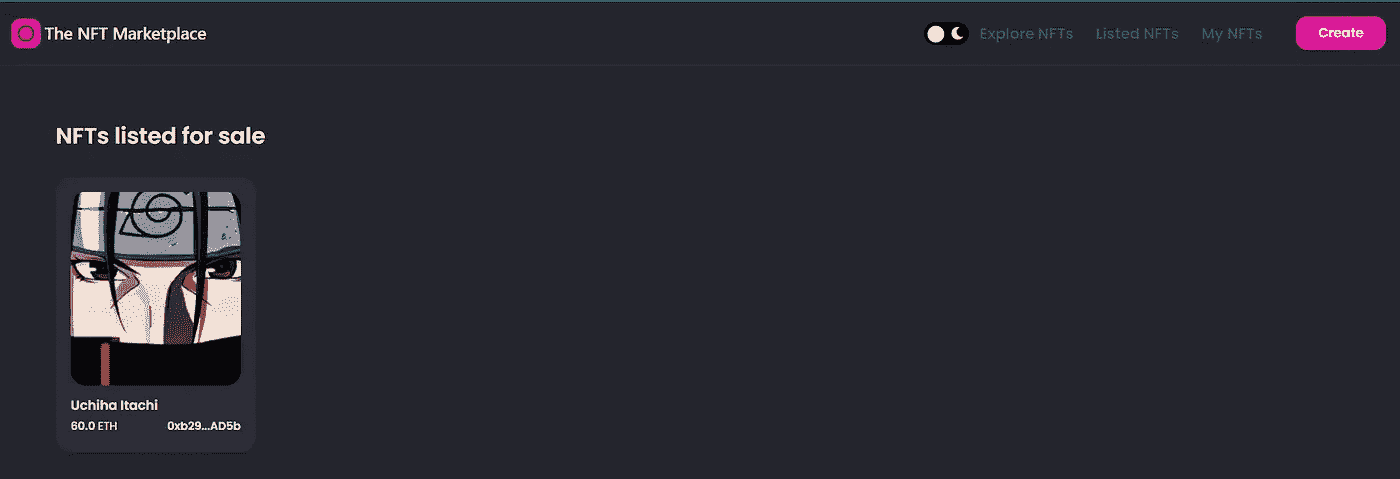 The NFT Marketplace
Explore NFTs
Listed NFTs
My NFTs
Create
NFTs listed for sale
Uchiha Itachi
60.0 ETH
0xb29...AD5b